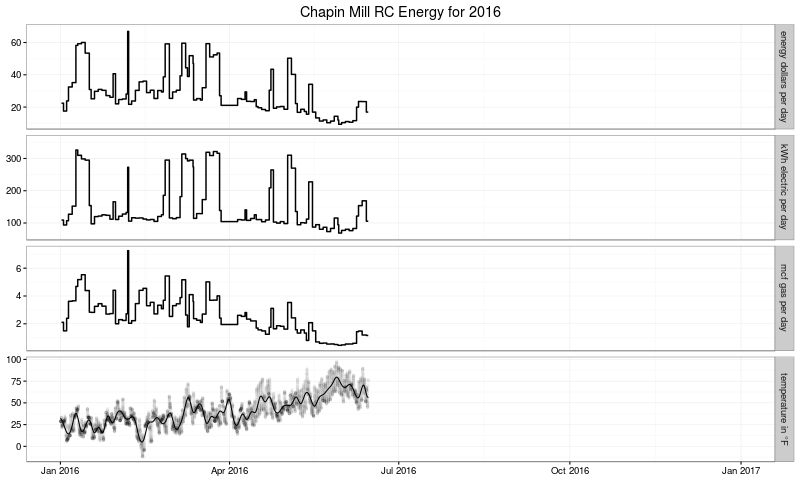 Chapin Mill RC Energy for 2016
60
40
20
energy dollars per day
300
200
100
kWh electric per day
6
4
2
mcf gas per day
100
75
50
25
0
temperature in °F
Jan 2016 Apr 2016 Jul 2016 Oct 2016 Jan 2017